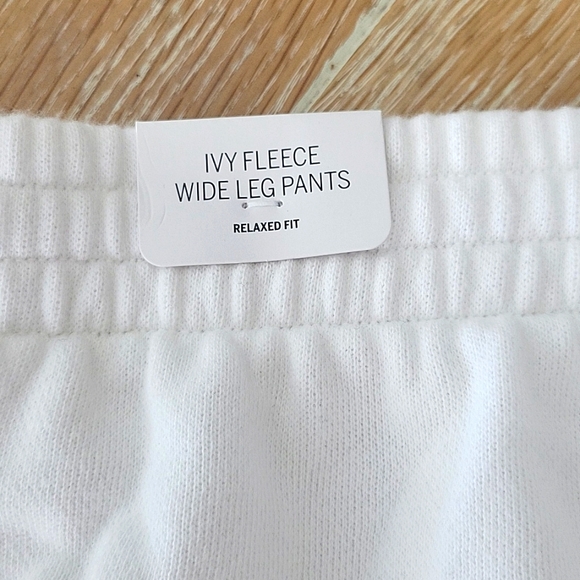 IVY FLEECE
WIDE LEG PANTS
RELAXED FIT